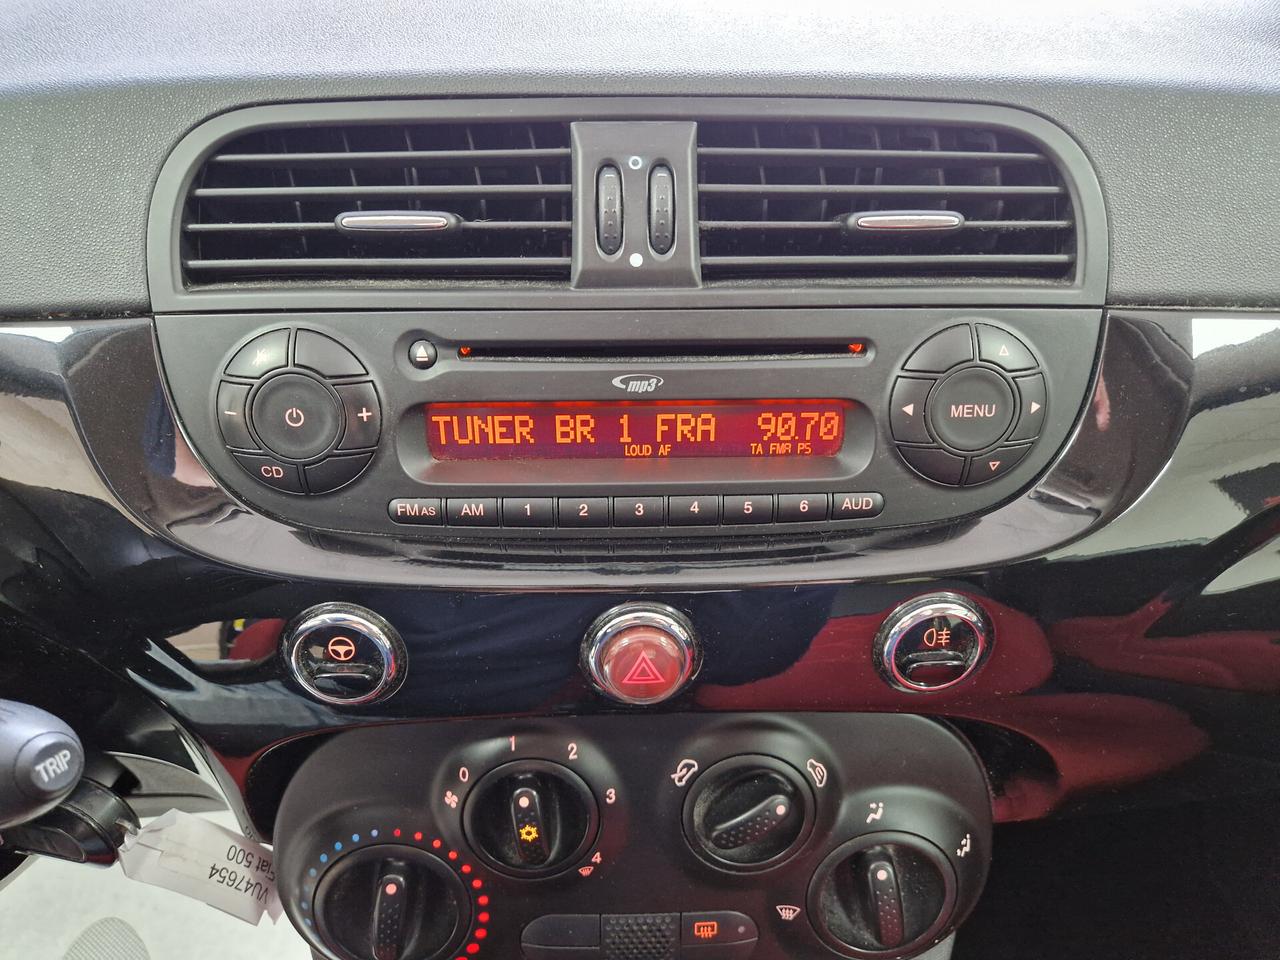 mp3
TUNER BR 1 FRA 90.70
LOUD AF TA FMA PS
CD
MENU
FM AS AM 1 2 3 4 5 6 AUD
TRIP
0 1 2 3 4
VU47654
Fiat 500